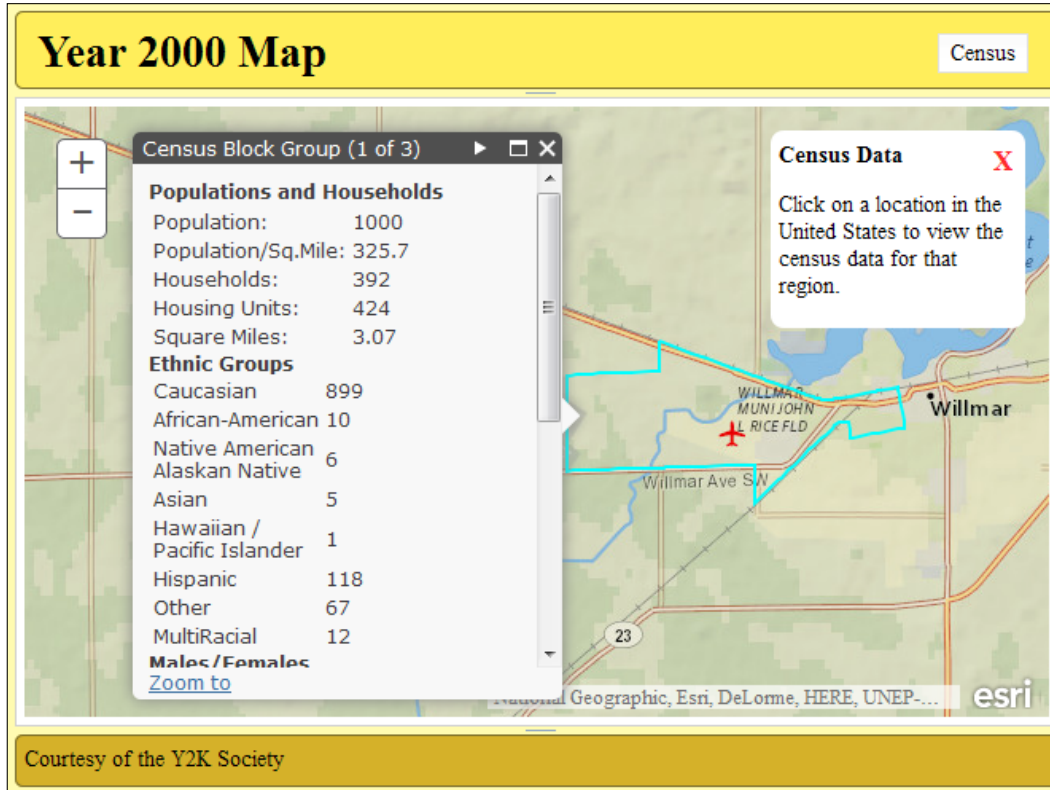 Year 2000 Map
Census
+
−
Census Block Group (1 of 3)
Populations and Households
Population: 1000
Population/Sq.Mile: 325.7
Households: 392
Housing Units: 424
Square Miles: 3.07
Ethnic Groups
Caucasian 899
African-American 10
Native American
Alaskan Native 6
Asian 5
Hawaiian /
Pacific Islander 1
Hispanic 118
Other 67
MultiRacial 12
Males/Females
Zoom to
Census Data X
Click on a location in the
United States to view the
census data for that
region.
WILLMAR
MUNI JOHN
L RICE FLD
Willmar
Willmar Ave SW
23
National Geographic, Esri, DeLorme, HERE, UNEP-...
esri
Courtesy of the Y2K Society